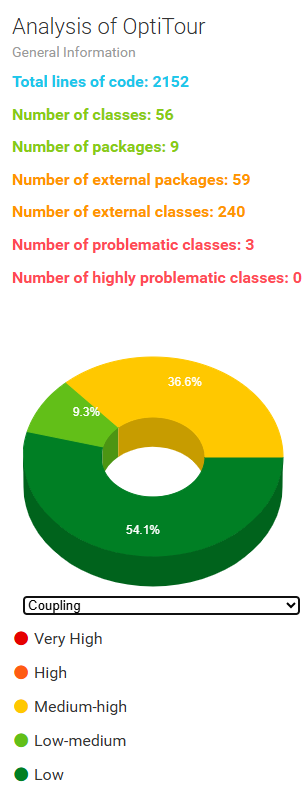 Analysis of OptiTour
General Information
Total lines of code: 2152
Number of classes: 56
Number of packages: 9
Number of external packages: 59
Number of external classes: 240
Number of problematic classes: 3
Number of highly problematic classes: 0
36.6%
9.3%
54.1%
Coupling
Very High
High
Medium-high
Low-medium
Low